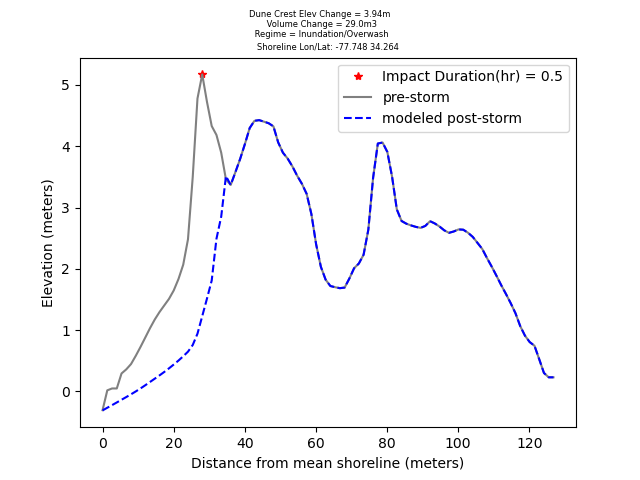 Dune Crest Elev Change = 3.94m
Volume Change = 29.0m3
Regime = Inundation/Overwash
Shoreline Lon/Lat: -77.748 34.264
Impact Duration(hr) = 0.5
pre-storm
modeled post-storm
5
4
3
2
1
0
Elevation (meters)
0 20 40 60 80 100 120
Distance from mean shoreline (meters)